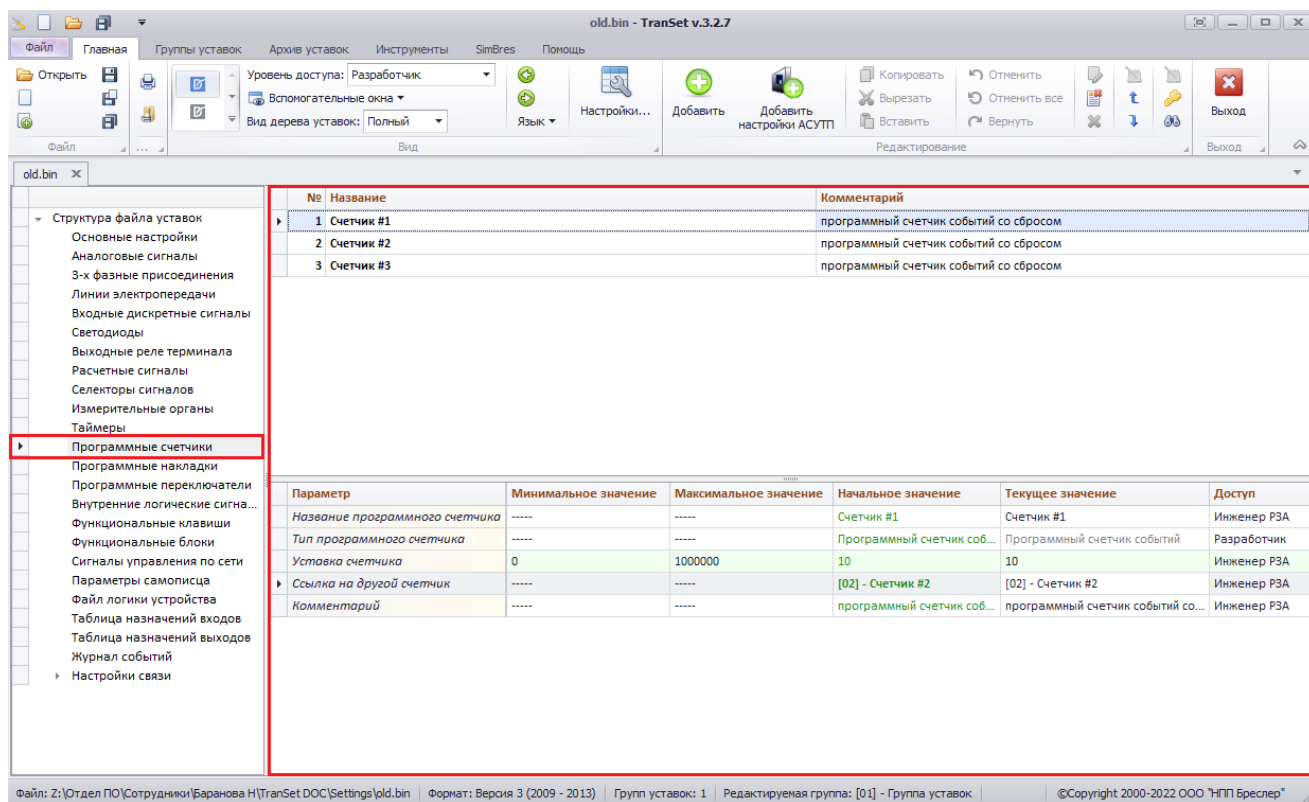 old.bin - TranSet v.3.2.7
Файл Главная Группы уставок Архив уставок Инструменты SimBres Помощь
Открыть Уровень доступа: Разработчик Копировать Отменить
Вспомогательные окна Настройки... Добавить Добавить Вырезать Отменить все Выход
Вид дерева уставок: Полный Язык настройки АСУТП Вставить Вернуть
Файл ... Вид Редактирование Выход
old.bin
№ Название Комментарий
Структура файла уставок 1 Счетчик #1 программный счетчик событий со сбросом
Основные настройки 2 Счетчик #2 программный счетчик событий со сбросом
Аналоговые сигналы 3 Счетчик #3 программный счетчик событий со сбросом
3-х фазные присоединения
Линии электропередачи
Входные дискретные сигналы
Светодиоды
Выходные реле терминала
Расчетные сигналы
Селекторы сигналов
Измерительные органы
Таймеры
Программные счетчики
Программные накладки
Программные переключатели
Внутренние логические сигна...
Функциональные клавиши
Функциональные блоки
Сигналы управления по сети
Параметры самописца
Файл логики устройства
Таблица назначений входов
Таблица назначений выходов
Журнал событий
Настройки связи
Параметр Минимальное значение Максимальное значение Начальное значение Текущее значение Доступ
Название программного счетчика ----- ----- Счетчик #1 Счетчик #1 Инженер РЗА
Тип программного счетчика ----- ----- Программный счетчик соб... Программный счетчик событий Разработчик
Уставка счетчика 0 1000000 10 10 Инженер РЗА
Ссылка на другой счетчик ----- ----- [02] - Счетчик #2 [02] - Счетчик #2 Инженер РЗА
Комментарий ----- ----- программный счетчик соб... программный счетчик событий со... Инженер РЗА
Файл: Z:\Отдел ПО\Сотрудники\Баранова Н\TranSet DOC\Settings\old.bin Формат: Версия 3 (2009 - 2013) Групп уставок: 1 Редактируемая группа: [01] - Группа уставок ©Copyright 2000-2022 ООО "НПП Бреслер"